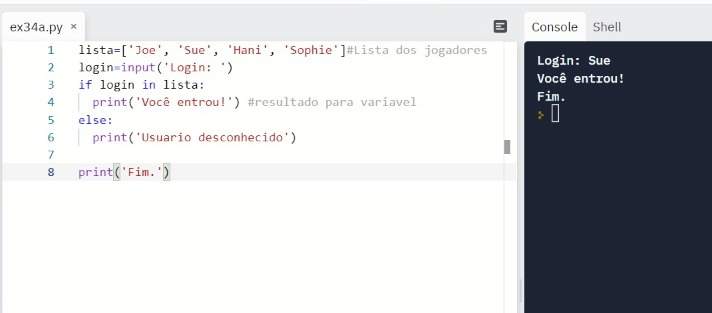 ex34a.py ×
Console Shell
1 lista=['Joe', 'Sue', 'Hani', 'Sophie']#Lista dos jogadores
2 login=input('Login: ')
3 if login in lista:
4   print('Você entrou!') #resultado para variavel
5 else:
6   print('Usuario desconhecido')
7
8 print('Fim.')
Login: Sue
Você entrou!
Fim.